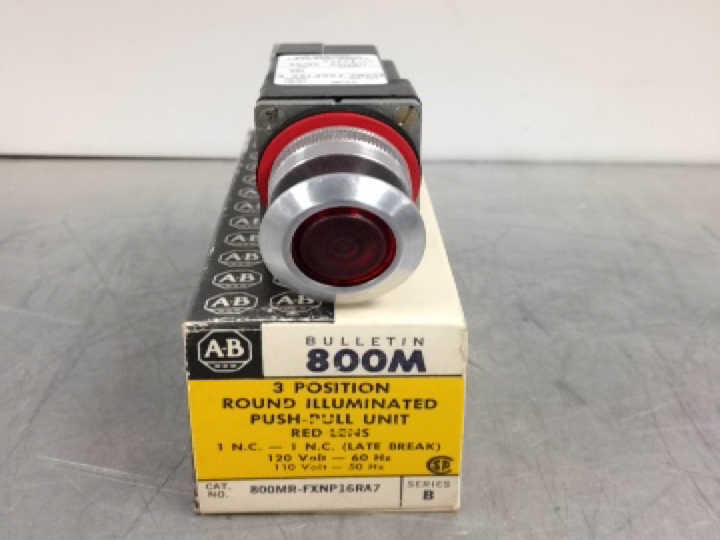 A-B
A-B
A-B
A-B
A-B
A-B
A-B
BULLETIN
800M
3 POSITION
ROUND ILLUMINATED
PUSH-PULL UNIT
RED LENS
1 N.C. — 1 N.C. (LATE BREAK)
120 Volt — 60 Hz
110 Volt — 50 Hz
CAT. NO. 800MR-FXNP16RA7
SERIES B